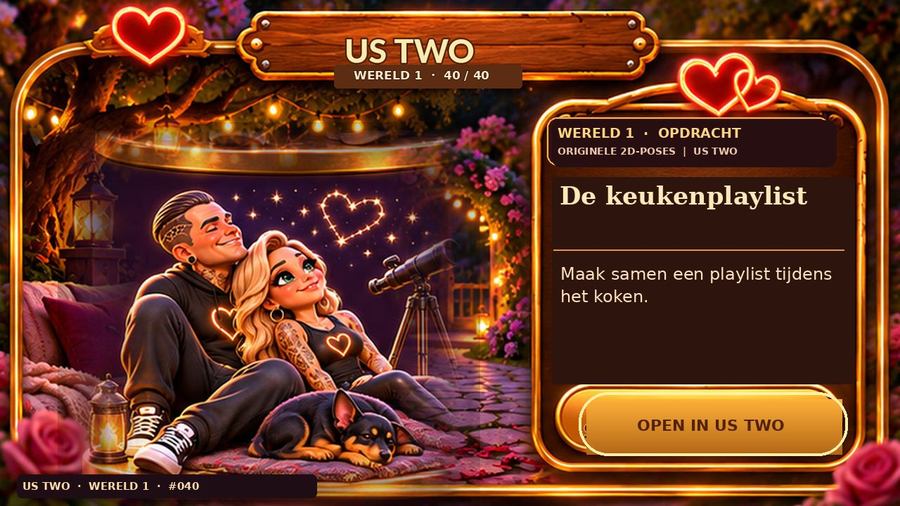 US TWO
WERELD 1 · 40 / 40
WERELD 1 · OPDRACHT
ORIGINELE 2D-POSES | US TWO
De keukenplaylist
Maak samen een playlist tijdens
het koken.
OPEN IN US TWO
US TWO · WERELD 1 · #040